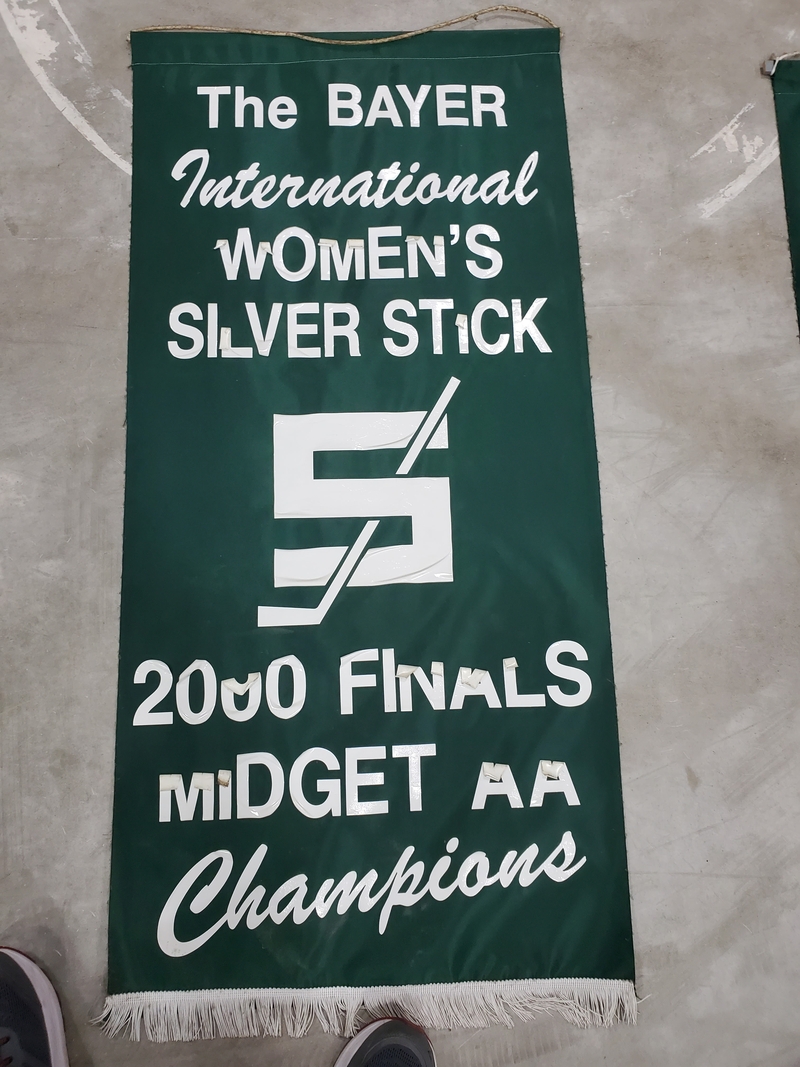 The BAYER
International
WOMEN'S
SILVER STICK
S
2000 FINALS
MIDGET AA
Champions